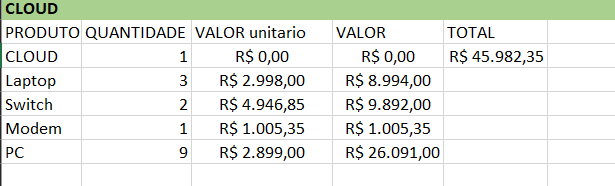 CLOUD
PRODUTO QUANTIDADE VALOR unitario VALOR TOTAL
CLOUD 1 R$ 0,00 R$ 0,00 R$ 45.982,35
Laptop 3 R$ 2.998,00 R$ 8.994,00
Switch 2 R$ 4.946,85 R$ 9.892,00
Modem 1 R$ 1.005,35 R$ 1.005,35
PC 9 R$ 2.899,00 R$ 26.091,00